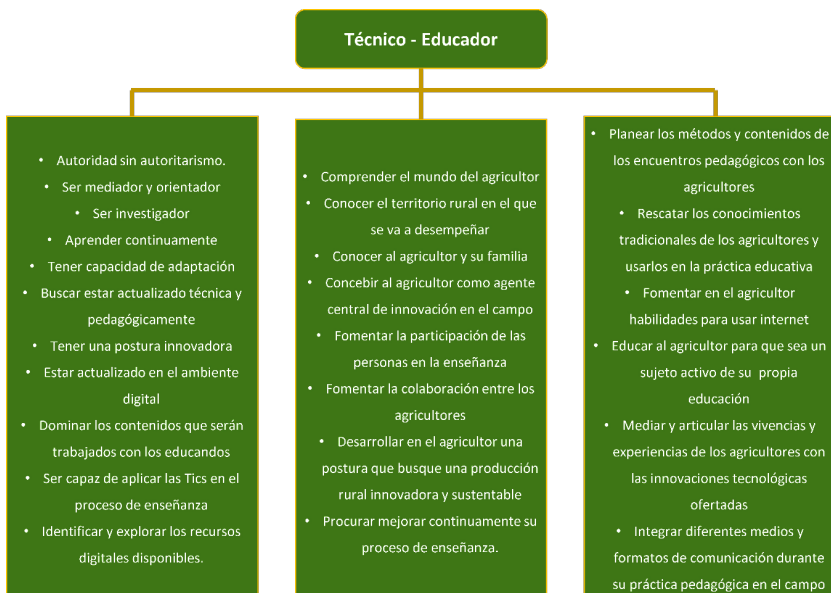 Técnico - Educador
• Autoridad sin autoritarismo.
• Ser mediador y orientador
• Ser investigador
• Aprender continuamente
• Tener capacidad de adaptación
• Buscar estar actualizado técnica y
pedagógicamente
• Tener una postura innovadora
• Estar actualizado en el ambiente
digital
• Dominar los contenidos que serán
trabajados con los educandos
• Ser capaz de aplicar las Tics en el
proceso de enseñanza
• Identificar y explorar los recursos
digitales disponibles.
• Comprender el mundo del agricultor
• Conocer el territorio rural en el que
se va a desempeñar
• Conocer al agricultor y su familia
• Concebir al agricultor como agente
central de innovación en el campo
• Fomentar la participación de las
personas en la enseñanza
• Fomentar la colaboración entre los
agricultores
• Desarrollar en el agricultor una
postura que busque una producción
rural innovadora y sustentable
• Procurar mejorar continuamente su
proceso de enseñanza.
• Planear los métodos y contenidos de
los encuentros pedagógicos con los
agricultores
• Rescatar los conocimientos
tradicionales de los agricultores y
usarlos en la práctica educativa
• Fomentar en el agricultor
habilidades para usar internet
• Educar al agricultor para que sea un
sujeto activo de su propia
educación
• Mediar y articular las vivencias y
experiencias de los agricultores con
las innovaciones tecnológicas
ofertadas
• Integrar diferentes medios y
formatos de comunicación durante
su práctica pedagógica en el campo